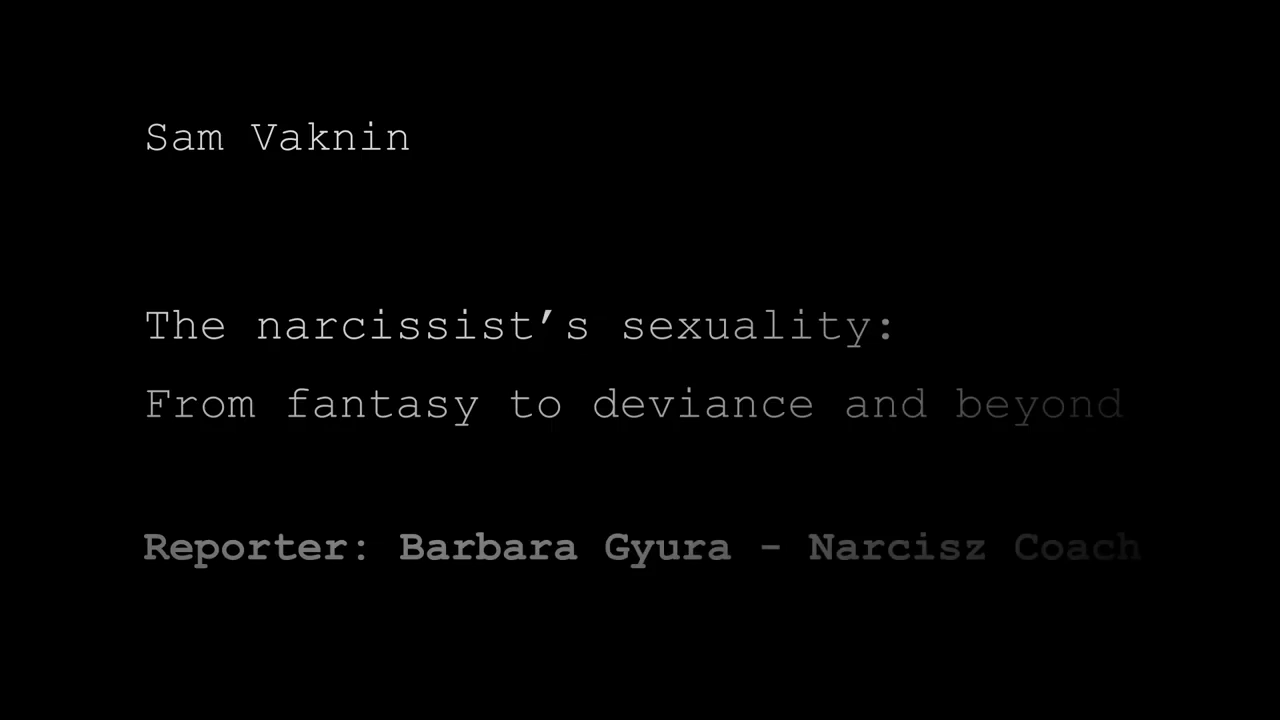 Sam Vaknin
The narcissist’s sexuality:
From fantasy to deviance and beyond
Reporter: Barbara Gyura - Narcisz Coach